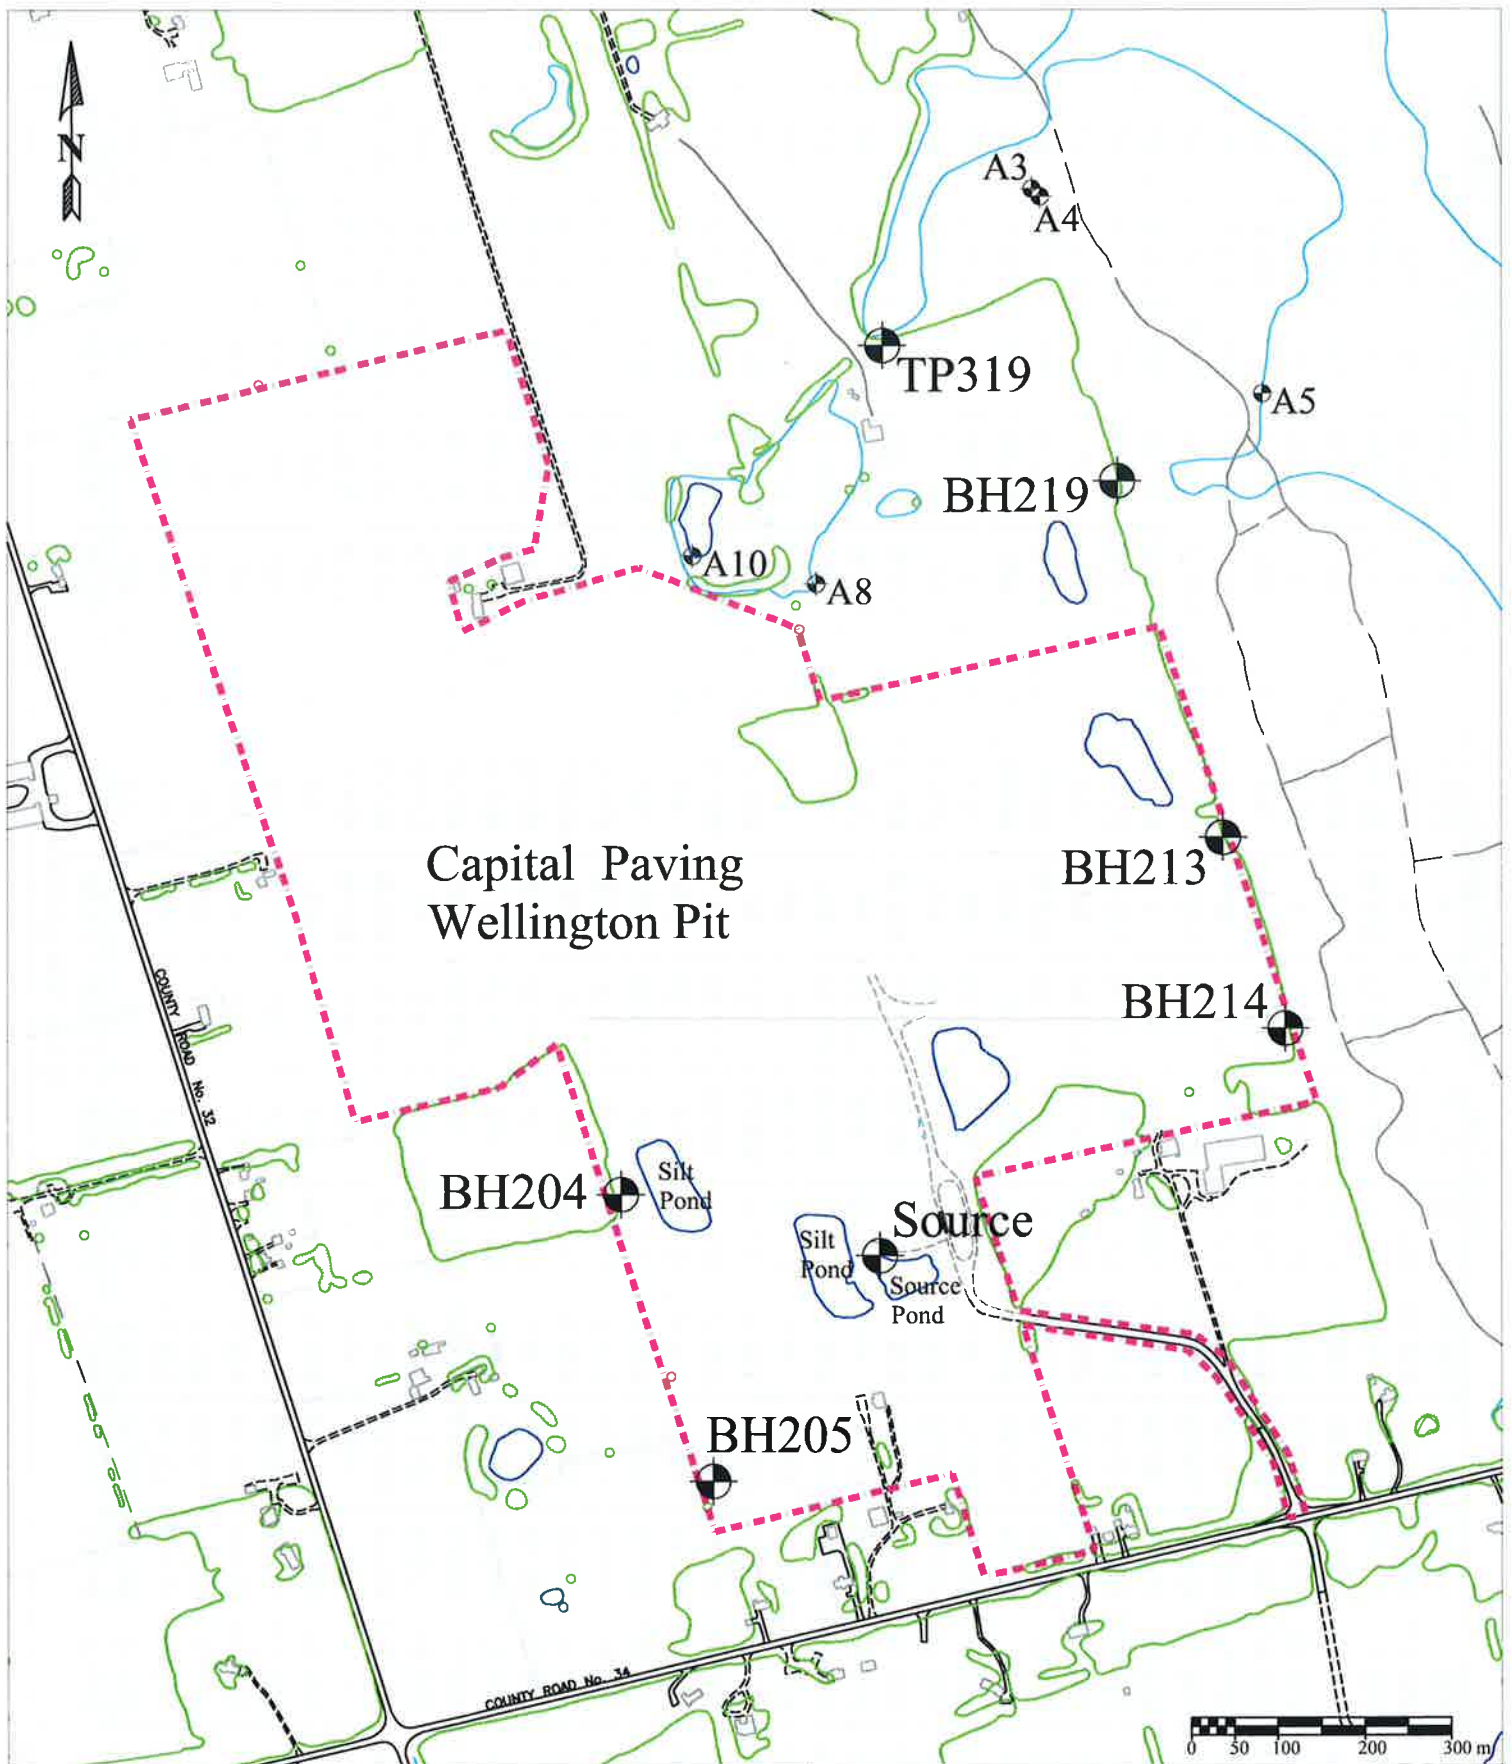 N
A3
A4
TP319
A5
BH219
A10
A8
Capital Paving
Wellington Pit
BH213
BH214
COUNTY ROAD No. 32
BH204
Silt
Pond
Source
Silt
Pond
Source
Pond
BH205
COUNTY ROAD No. 34
0 50 100 200 300 m